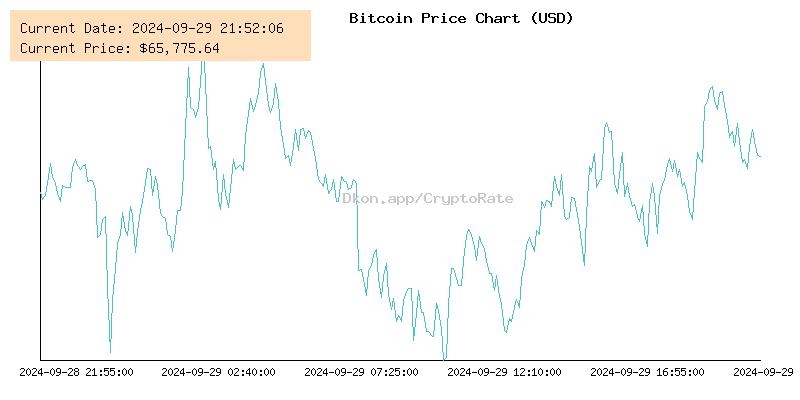 Bitcoin Price Chart (USD)
Current Date: 2024-09-29 21:52:06
Current Price: $65,775.64
Dkon.app/CryptoRate
2024-09-28 21:55:00 2024-09-29 02:40:00 2024-09-29 07:25:00 2024-09-29 12:10:00 2024-09-29 16:55:00 2024-09-29